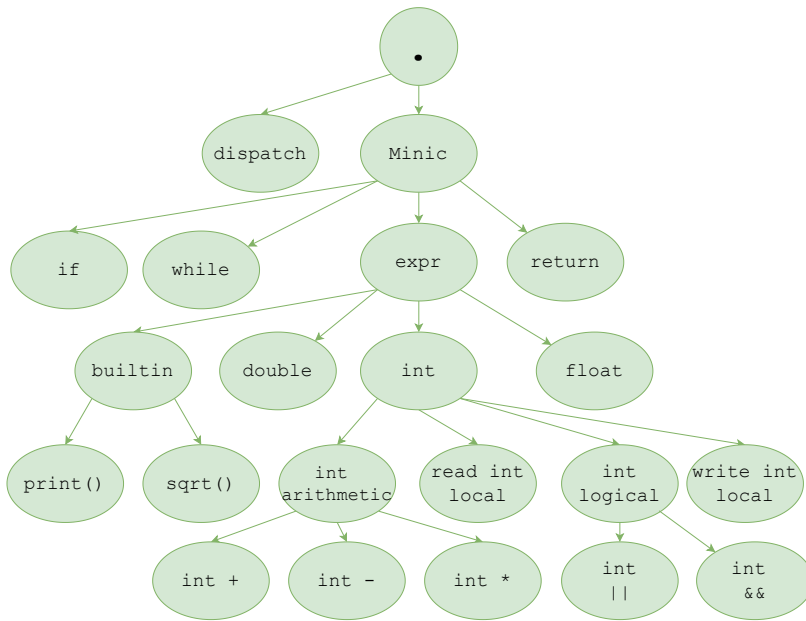 .
dispatch
Minic
if
while
expr
return
builtin
double
int
float
print()
sqrt()
int
arithmetic
read int
local
int
logical
write int
local
int +
int -
int *
int
||
int
&&